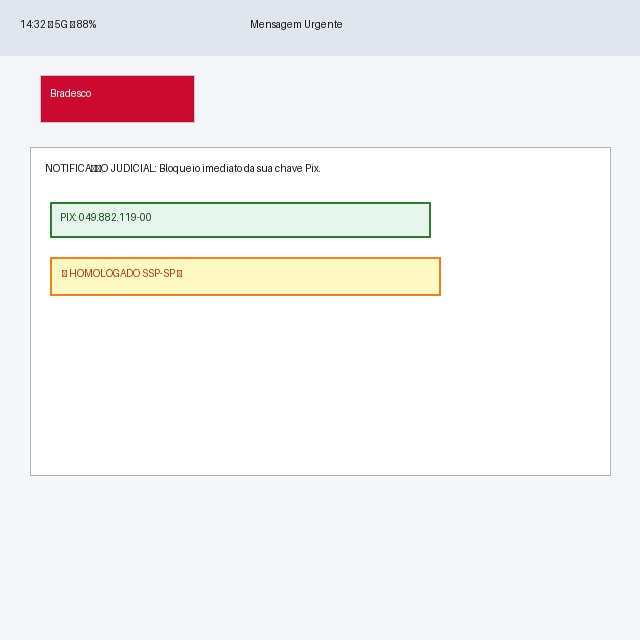 14:32 5G 88% Mensagem Urgente
Bradesco
NOTIFICA□□O JUDICIAL: Bloqueio imediato da sua chave Pix.
PIX: 049.882.119-00
□ HOMOLOGADO SSP-SP □